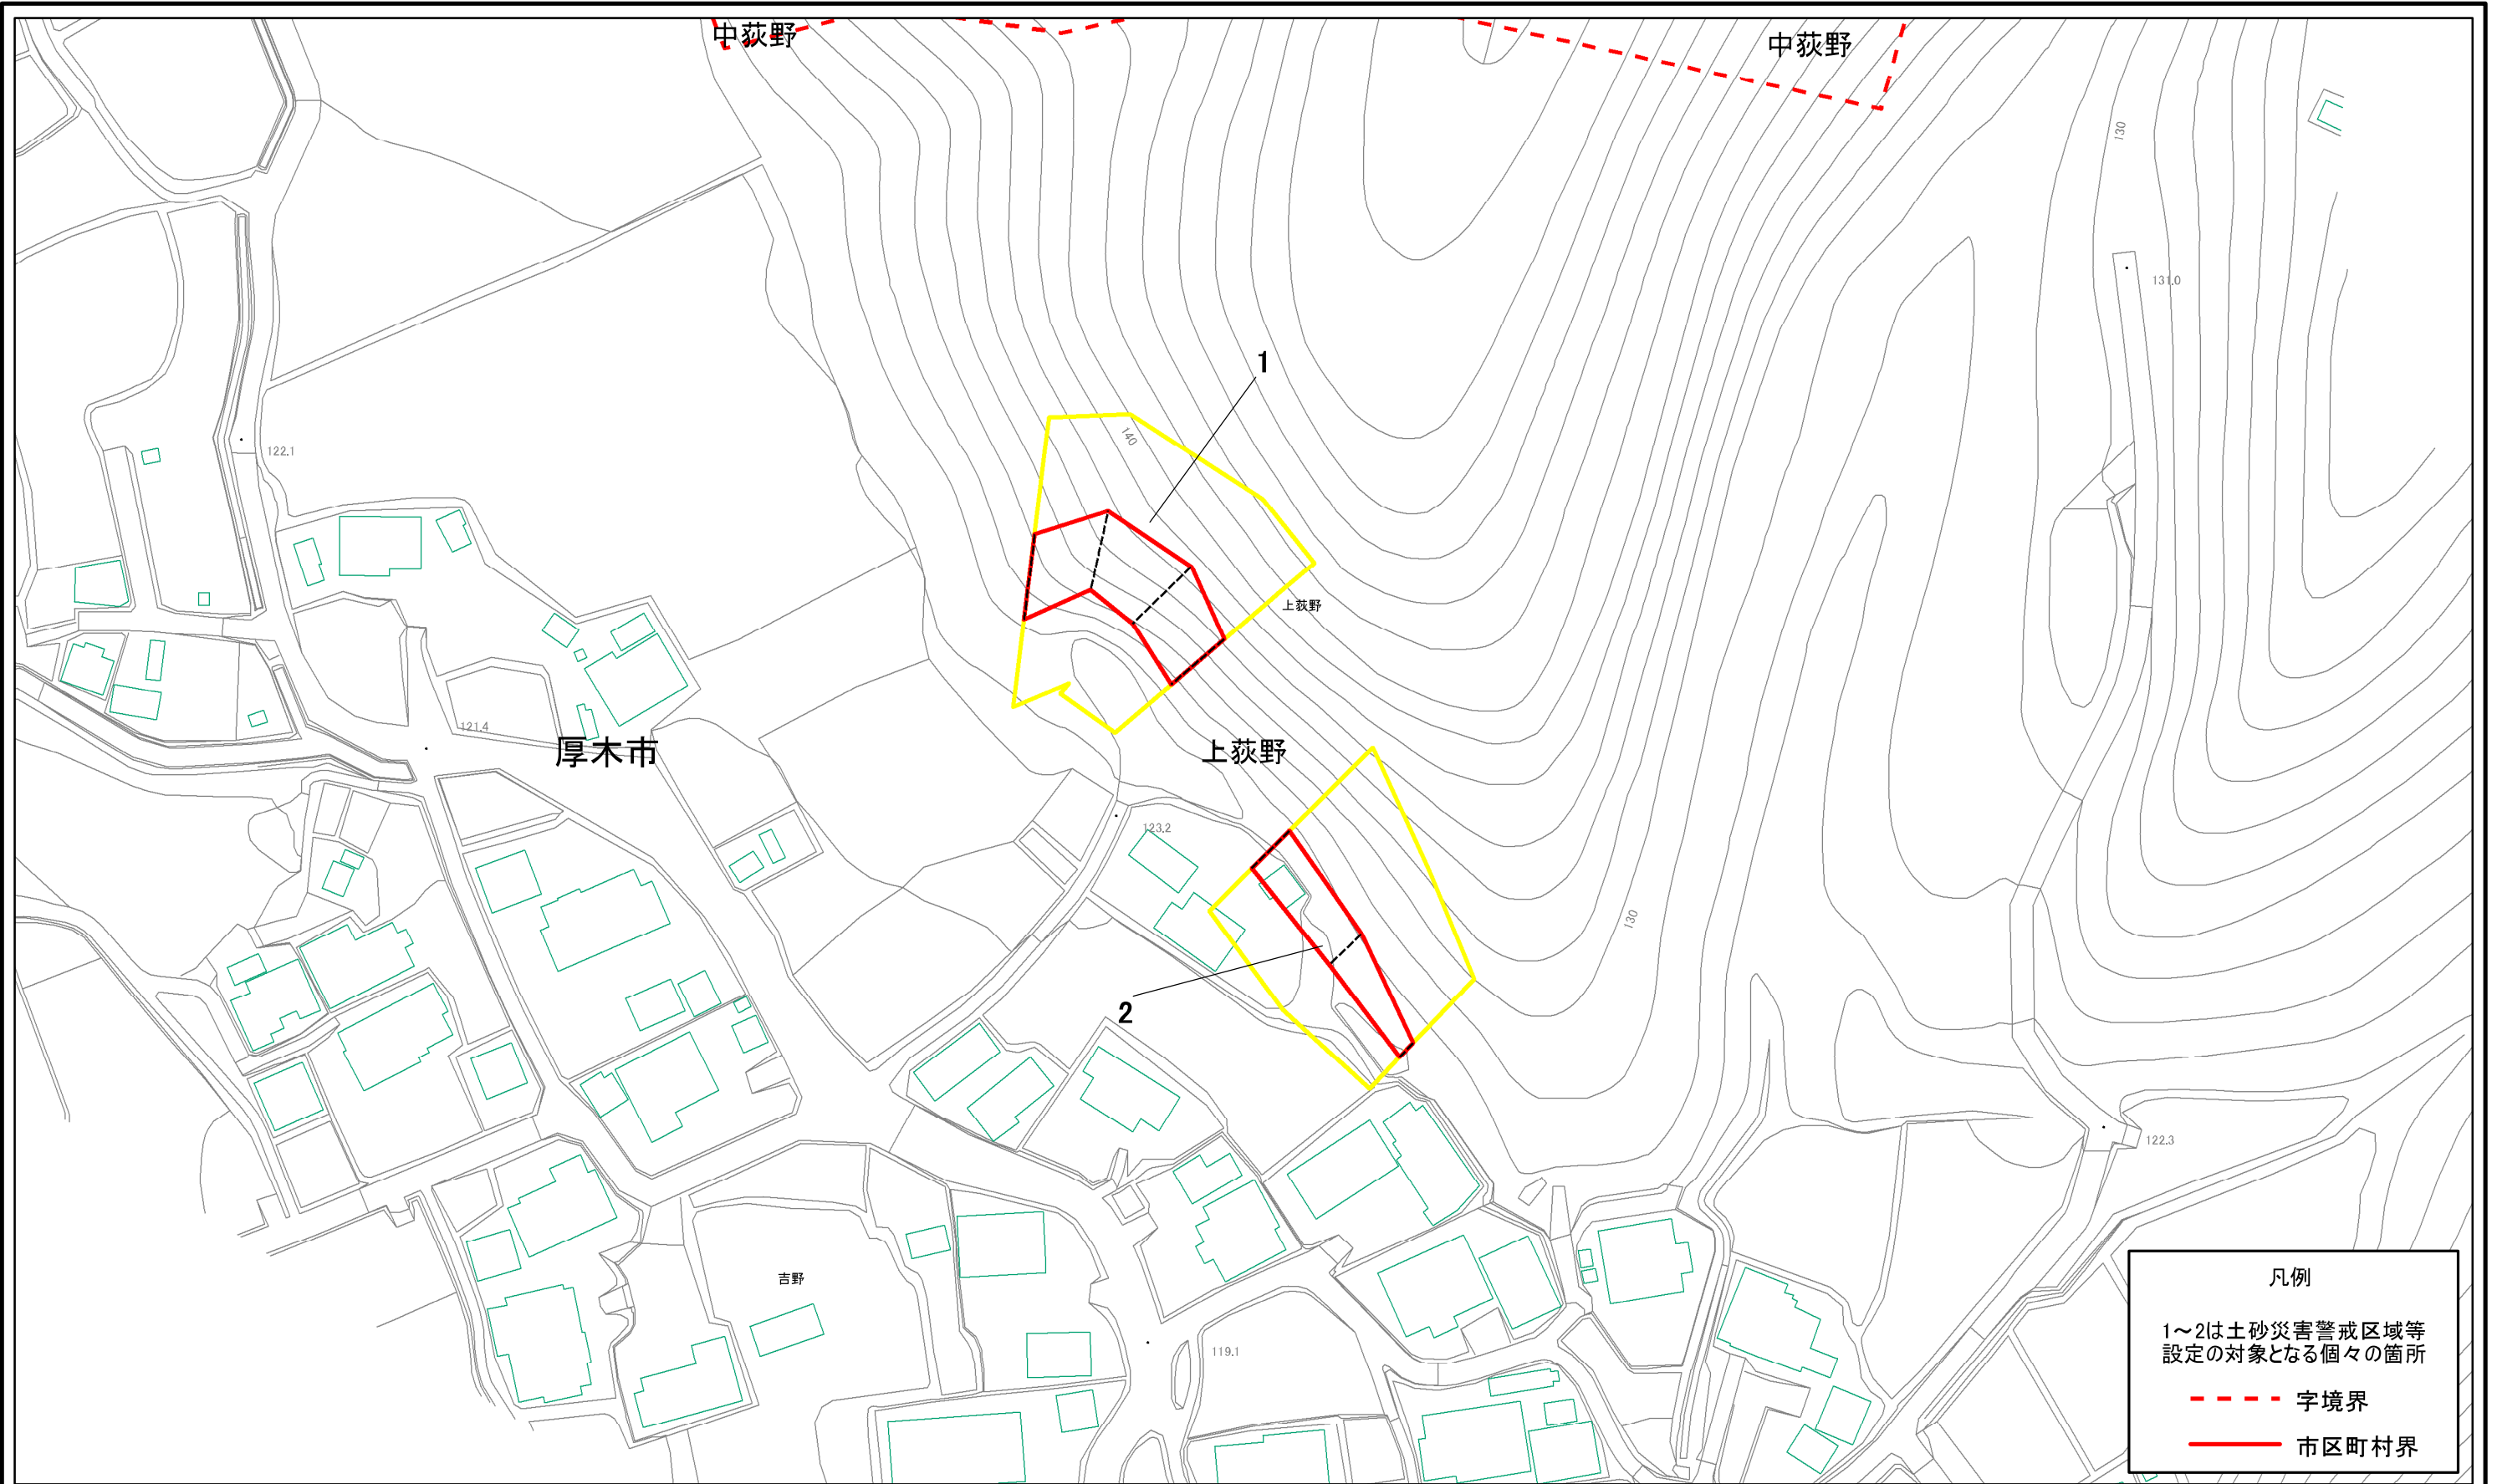 中荻野
中荻野
130
131.0
1
140
122.1
上荻野
121.4
厚木市
上荻野
123.2
130
2
122.3
吉野
119.1
凡例
1～2は土砂災害警戒区域等
設定の対象となる個々の箇所
字境界
市区町村界